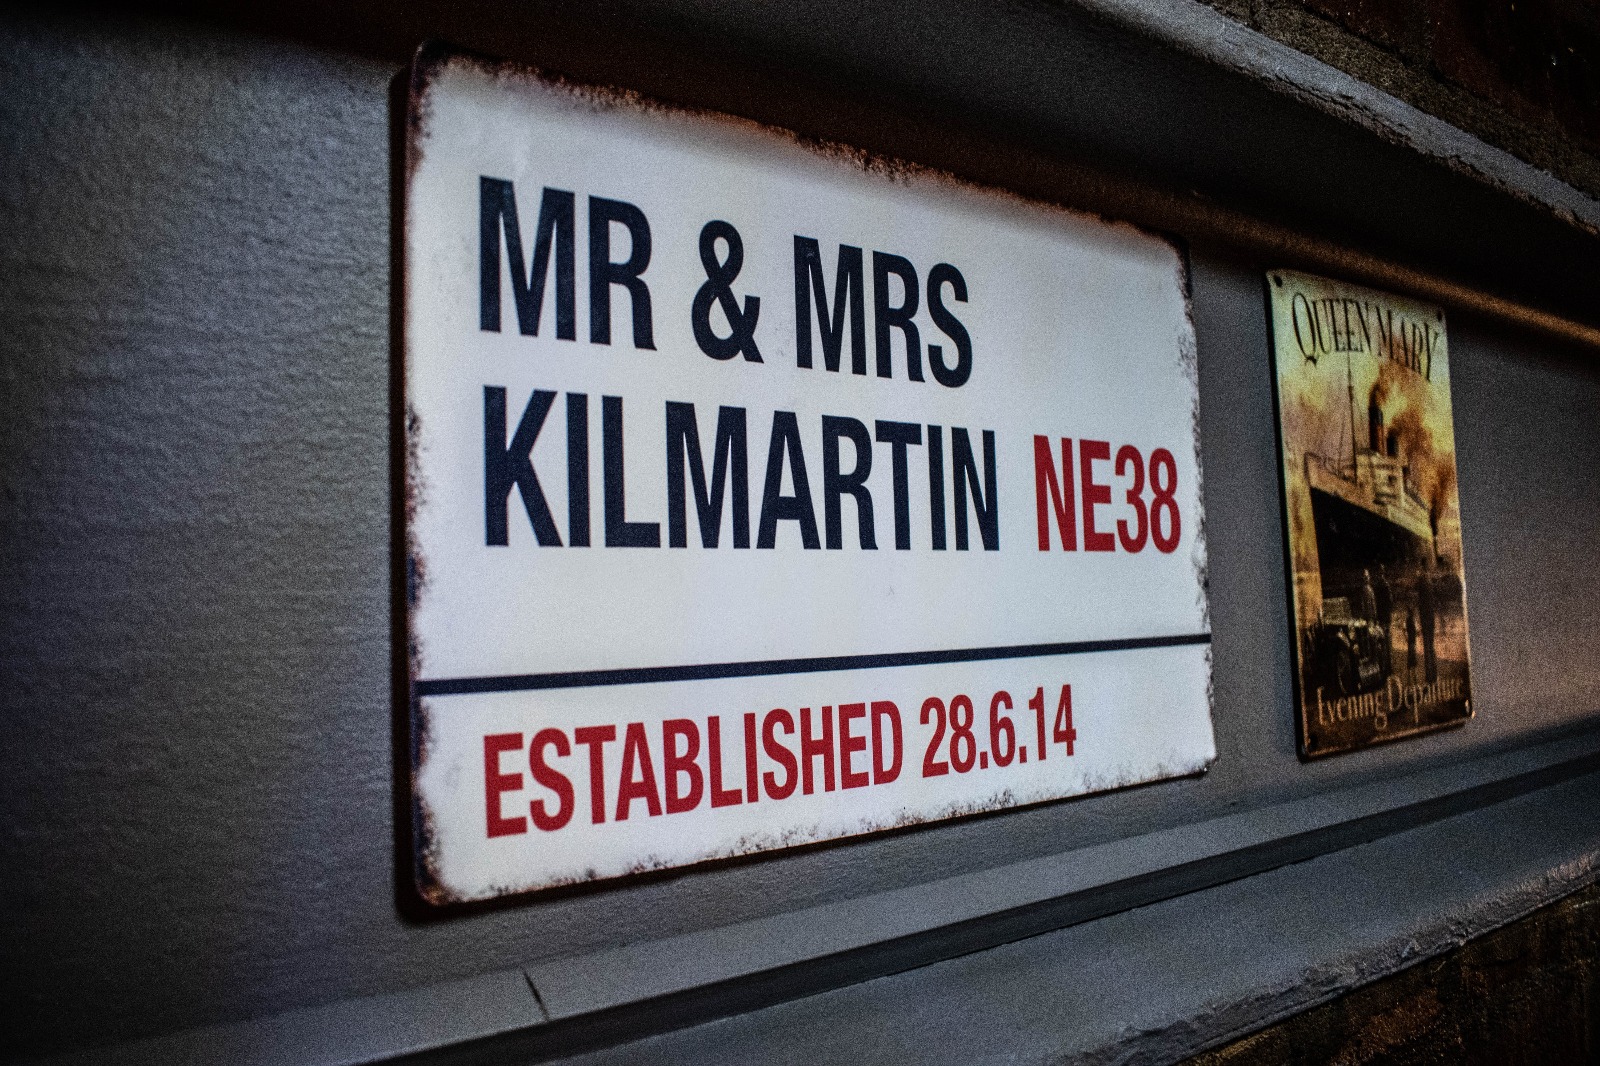 MR & MRS
KILMARTIN NE38
ESTABLISHED 28.6.14
QUEEN MARY
Evening Departure